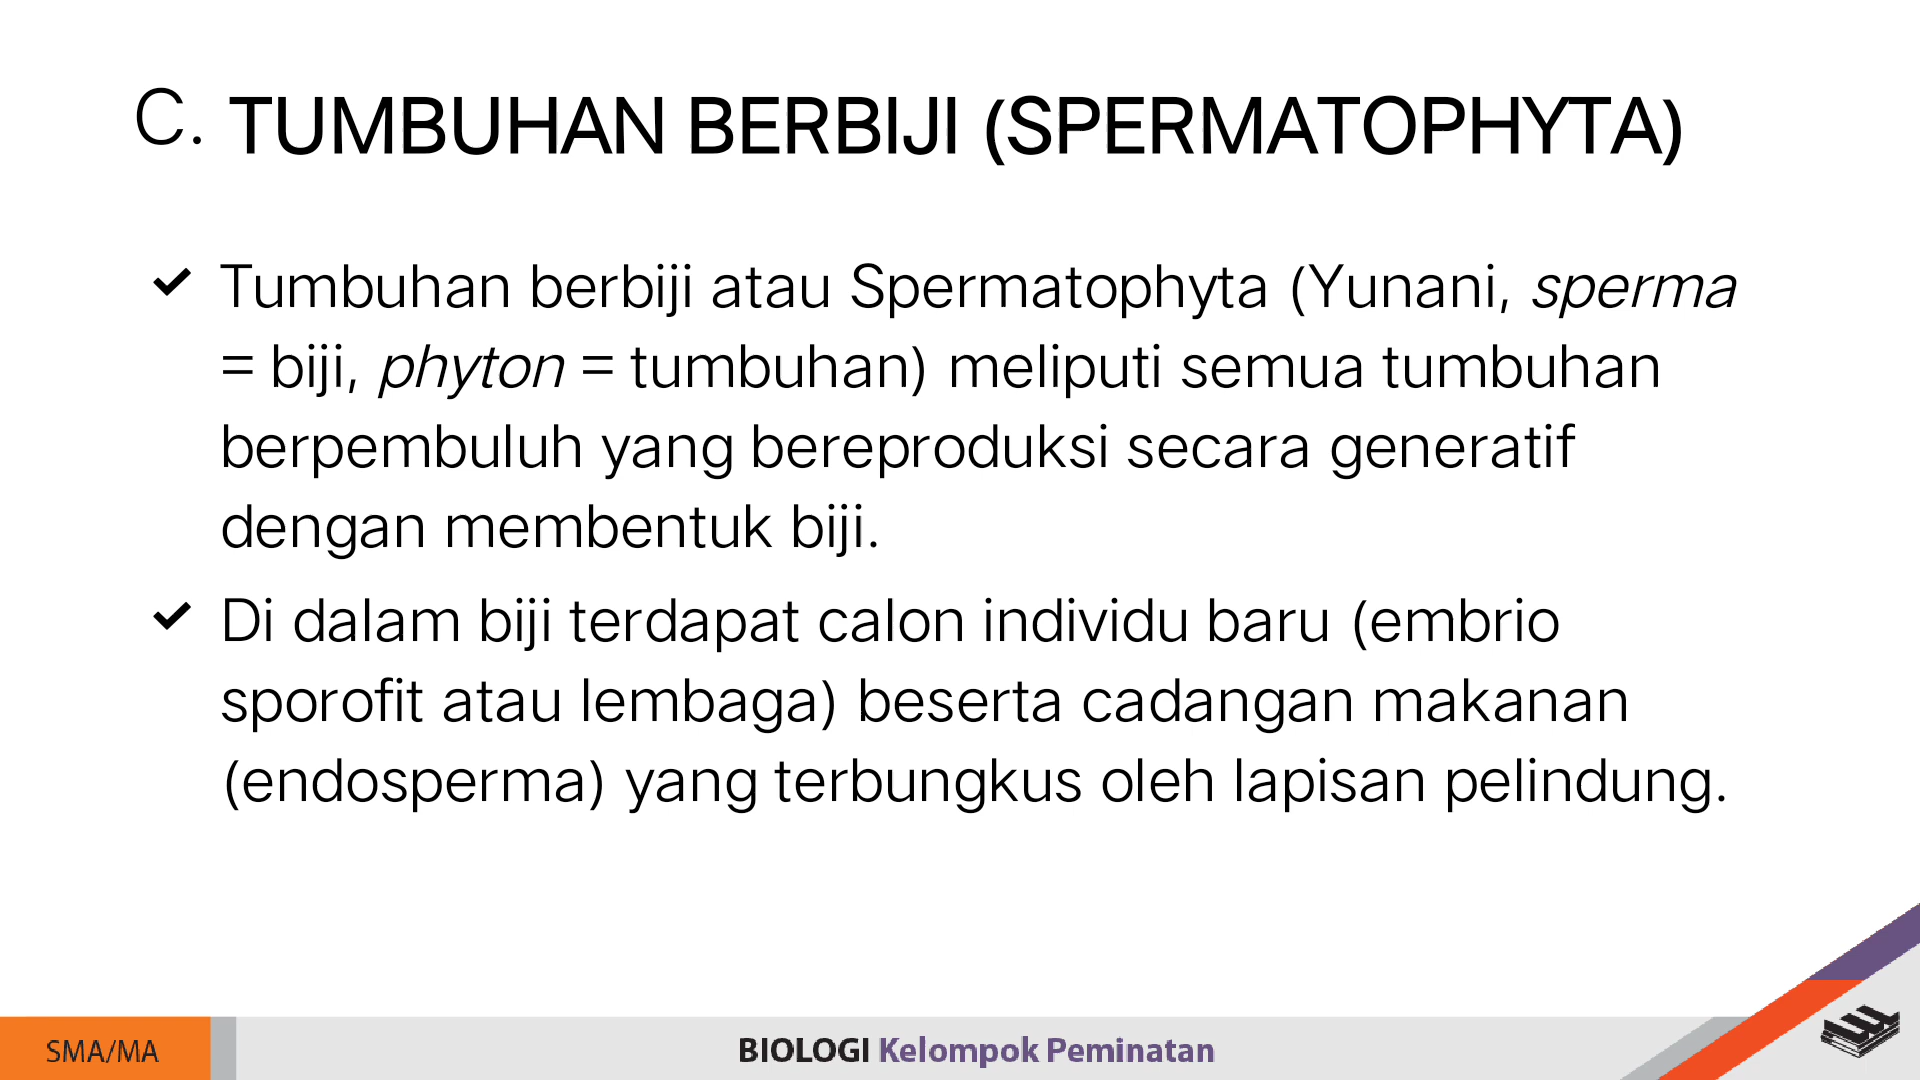 C. TUMBUHAN BERBIJI (SPERMATOPHYTA)
Tumbuhan berbiji atau Spermatophyta (Yunani, sperma
= biji, phyton = tumbuhan) meliputi semua tumbuhan
berpembuluh yang bereproduksi secara generatif
dengan membentuk biji.
Di dalam biji terdapat calon individu baru (embrio
sporofit atau lembaga) beserta cadangan makanan
(endosperma) yang terbungkus oleh lapisan pelindung.
SMA/MA
BIOLOGI Kelompok Peminatan